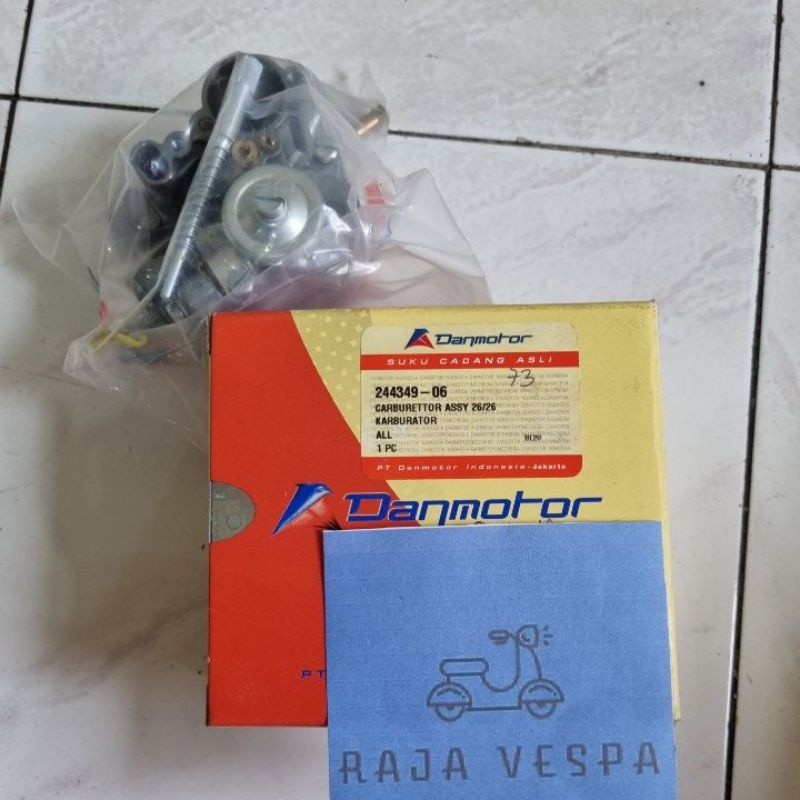 Danmotor
SUKU CADANG ASLI
73
244349-06
CARBURETTOR ASSY 26/26
KARBURATOR
ALL
1 PC
PT Danmotor Indonesia-Jakarta
Danmotor
PT
RAJA VESPA